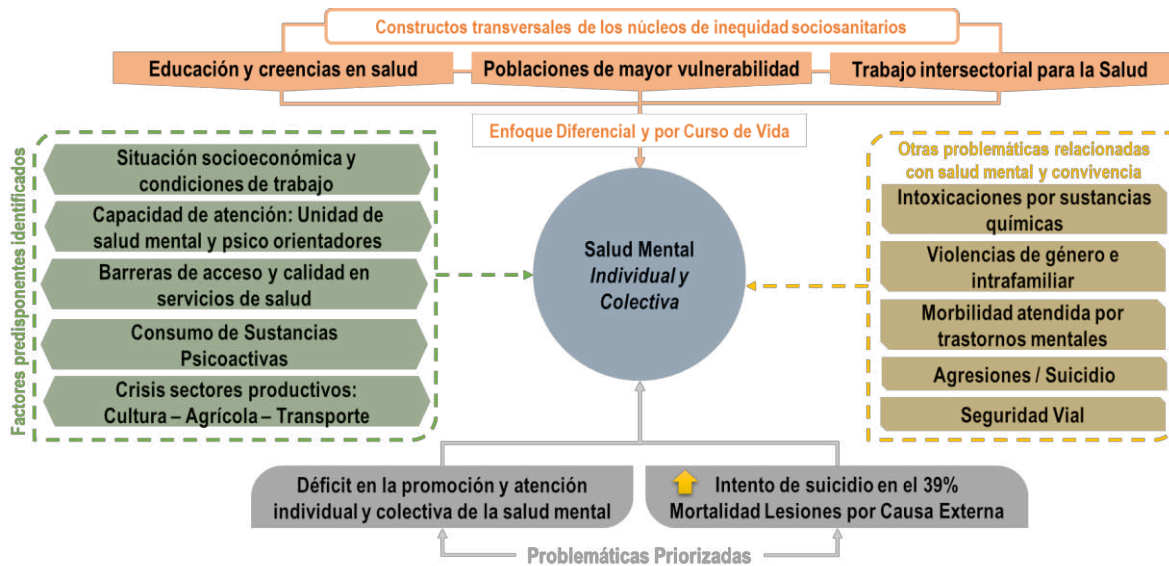 Constructos transversales de los núcleos de inequidad sociosanitarios
Educación y creencias en salud
Poblaciones de mayor vulnerabilidad
Trabajo intersectorial para la Salud
Enfoque Diferencial y por Curso de Vida
Factores predisponentes identificados
Situación socioeconómica y
condiciones de trabajo
Capacidad de atención: Unidad de
salud mental y psico orientadores
Barreras de acceso y calidad en
servicios de salud
Consumo de Sustancias
Psicoactivas
Crisis sectores productivos:
Cultura – Agrícola – Transporte
Salud Mental
Individual y
Colectiva
Otras problemáticas relacionadas
con salud mental y convivencia
Intoxicaciones por sustancias
químicas
Violencias de género e
intrafamiliar
Morbilidad atendida por
trastornos mentales
Agresiones / Suicidio
Seguridad Vial
Déficit en la promoción y atención
individual y colectiva de la salud mental
Intento de suicidio en el 39%
Mortalidad Lesiones por Causa Externa
Problemáticas Priorizadas